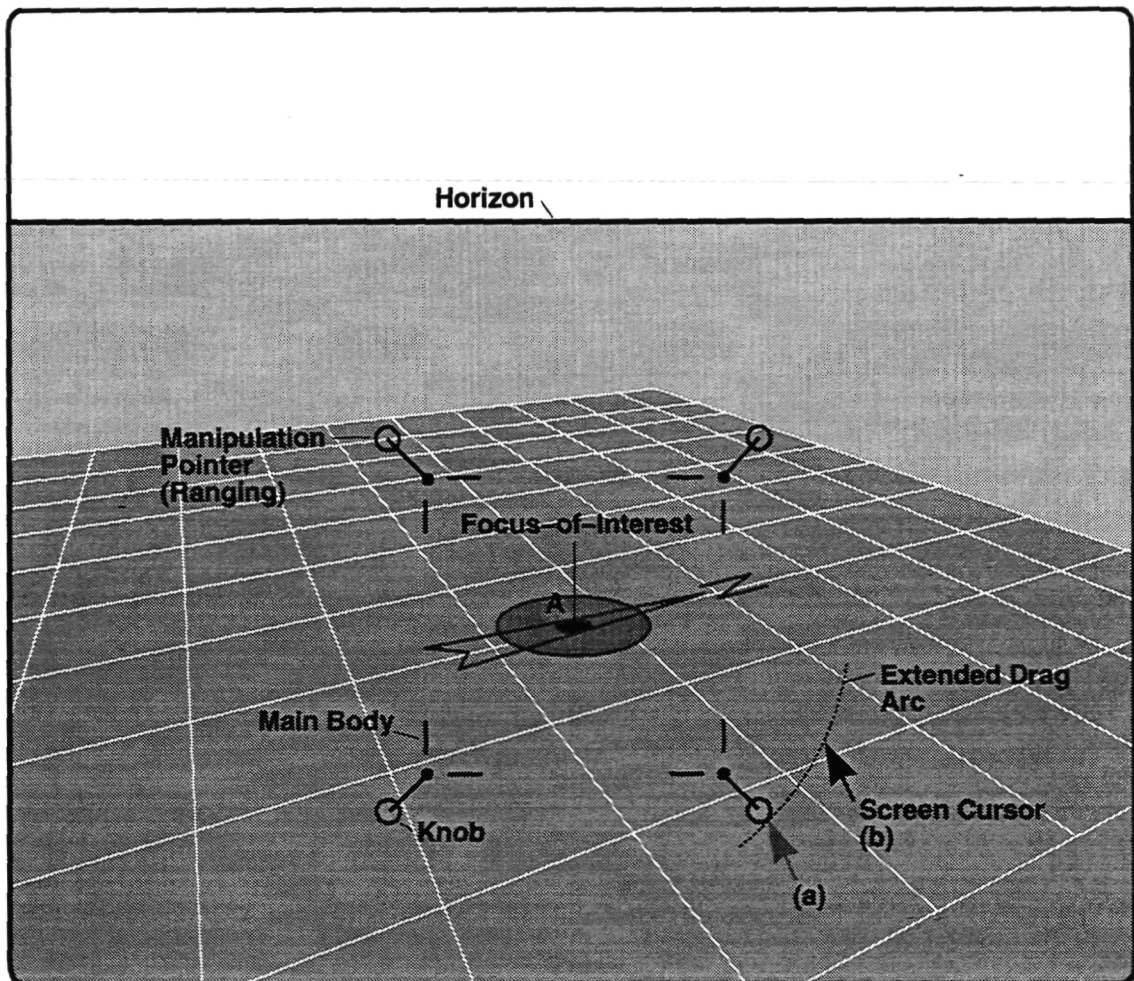 Horizon
Manipulation
Pointer
(Ranging)
Focus-of-Interest
A
Extended Drag
Arc
Main Body
Screen Cursor
(b)
Knob
(a)